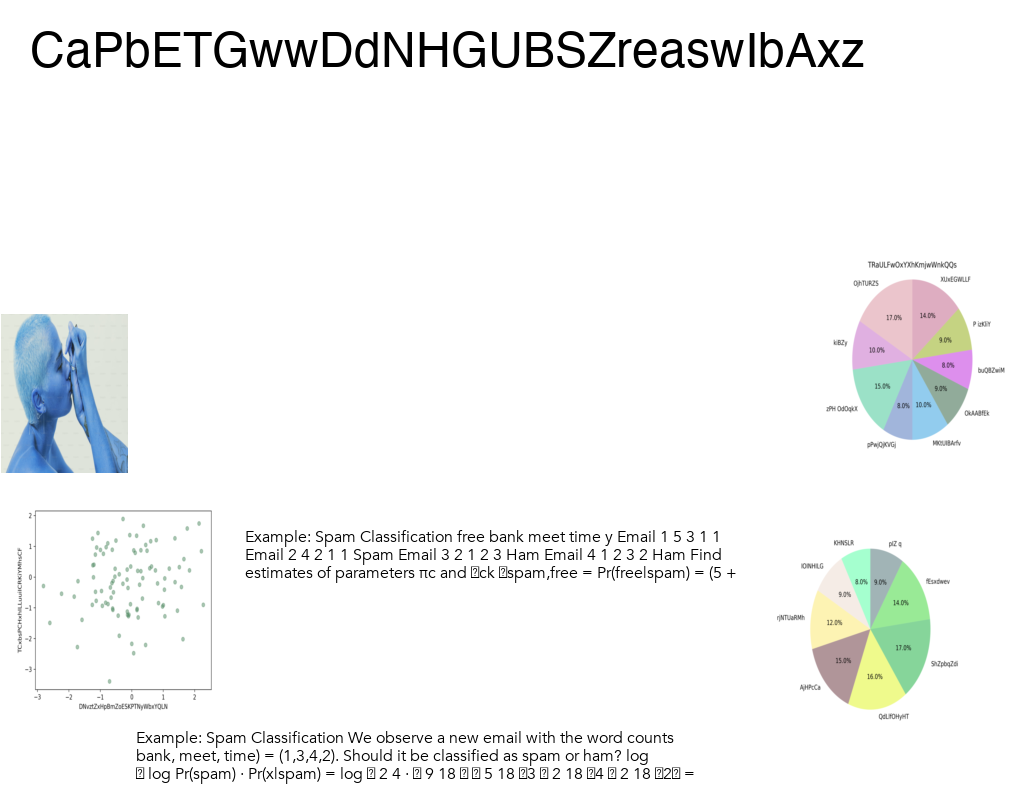 CaPbETGwwDdNHGUBSZreaswIbAxz
TRaULFwOxYXhKmjwWnkQQs
OjhTURZS
XUxEGWLLF
17.0%
14.0%
P izKliY
9.0%
kiBZy
10.0%
buQBZwiM
8.0%
15.0%
9.0%
zPH OdOqkX
8.0%
10.0%
OkAABfEk
pPwjQjKVGj
MKtUIBArfv
2
1
0
−1
−2
−3
−3 −2 −1 0 1 2
DNvztZxHpBmZoESKPTNyWbxYQLN
Example: Spam Classification free bank meet time y Email 1 5 3 1 1
Email 2 4 2 1 1 Spam Email 3 2 1 2 3 Ham Email 4 1 2 3 2 Ham Find
estimates of parameters πc and ck spam,free = Pr(free|spam) = (5 +
KHNSLR
plZ q
IOINHILG
8.0%
9.0%
fEsxdwev
9.0%
14.0%
rjNTUaRMh
12.0%
17.0%
15.0%
16.0%
ShZpbqZdi
AjHPcCa
QdLlfDHyHT
Example: Spam Classification We observe a new email with the word counts
bank, meet, time) = (1,3,4,2). Should it be classified as spam or ham? log
log Pr(spam) · Pr(x|spam) = log 2 4 · 9 18 5 18 3 2 18 4 2 18 2 =